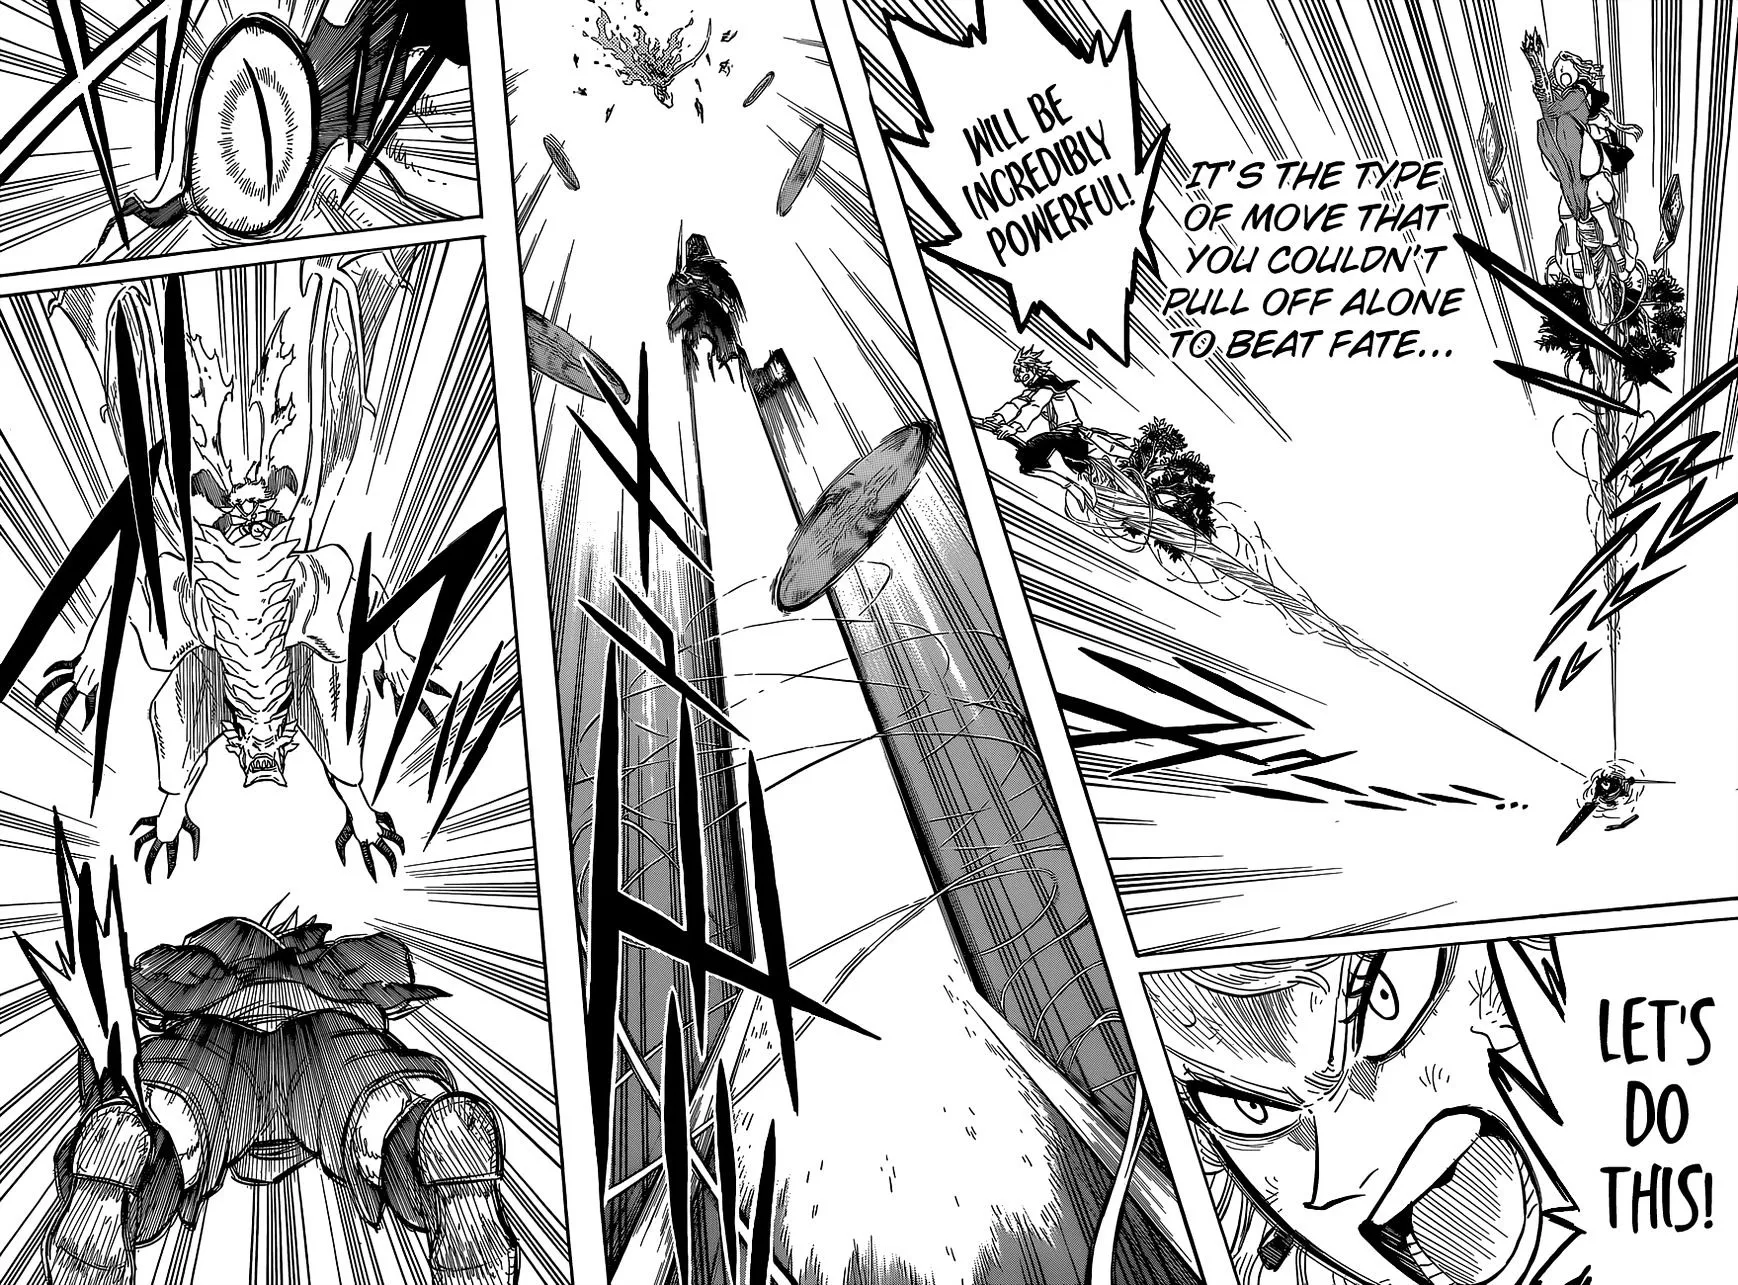 WILL BE
INCREDIBLY
POWERFUL!
IT'S THE TYPE
OF MOVE THAT
YOU COULDN'T
PULL OFF ALONE
TO BEAT FATE...
LET'S
DO
THIS!